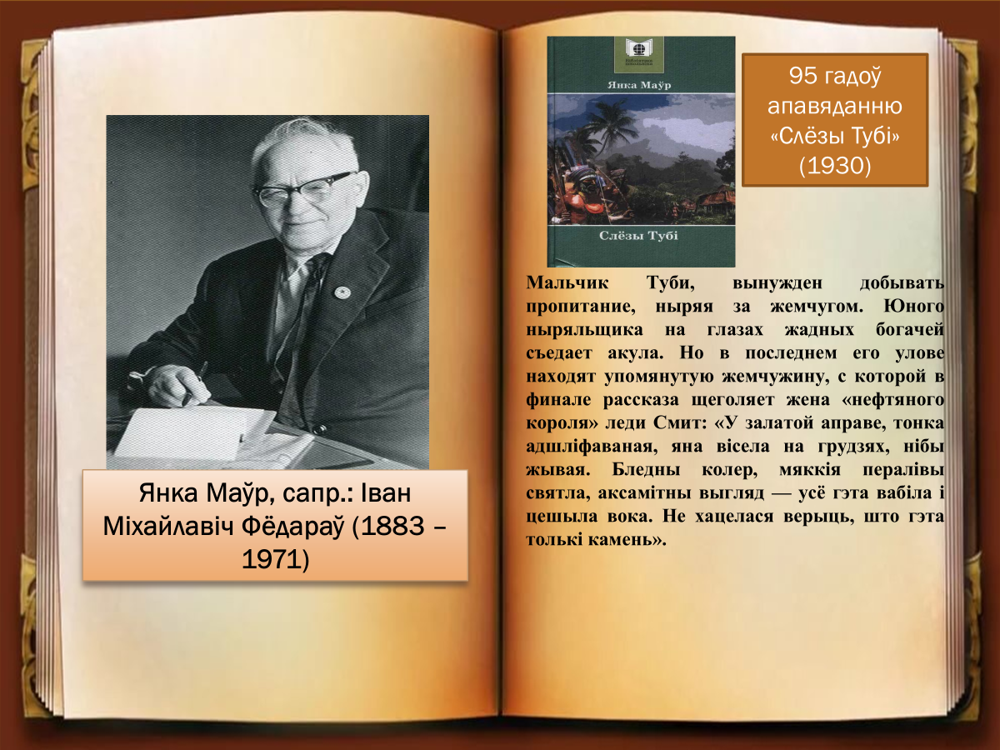 Янка Маўр, сапр.: Іван
Міхайлавіч Фёдараў (1883 –
1971)
Янка Маўр
Слёзы Тубі
95 гадоў
апавяданню
«Слёзы Тубі»
(1930)
Мальчик Туби, вынужден добывать
пропитание, ныряя за жемчугом. Юного
ныряльщика на глазах жадных богачей
съедает акула. Но в последнем его улове
находят упомянутую жемчужину, с которой в
финале рассказа щеголяет жена «нефтяного
короля» леди Смит: «У залатой аправе, тонка
адшліфаваная, яна вісела на грудзях, нібы
жывая. Бледны колер, мяккія пералівы
святла, аксамітны выгляд — усё гэта вабіла і
цешыла вока. Не хацелася верыць, што гэта
толькі камень».